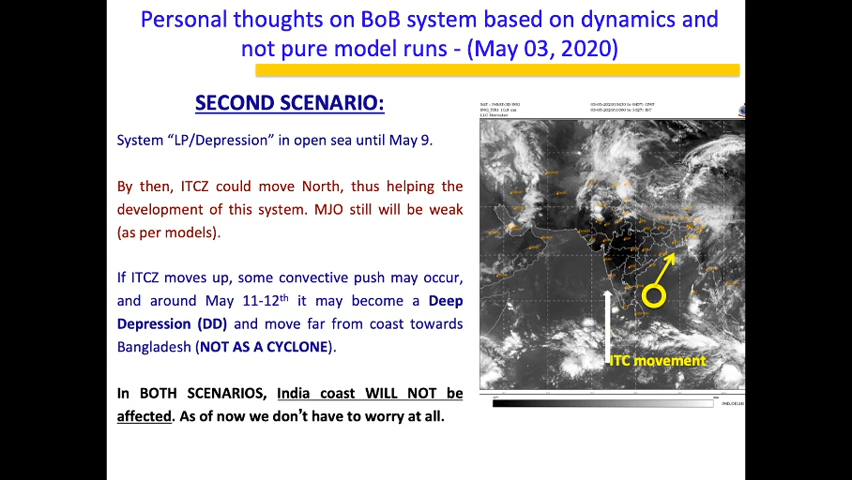 Personal thoughts on BoB system based on dynamics and
not pure model runs - (May 03, 2020)
SECOND SCENARIO:
System “LP/Depression” in open sea until May 9.
By then, ITCZ could move North, thus helping the
development of this system. MJO still will be weak
(as per models).
If ITCZ moves up, some convective push may occur,
and around May 11-12th it may become a Deep
Depression (DD) and move far from coast towards
Bangladesh (NOT AS A CYCLONE).
In BOTH SCENARIOS, India coast WILL NOT be
affected. As of now we don’t have to worry at all.
ITC movement